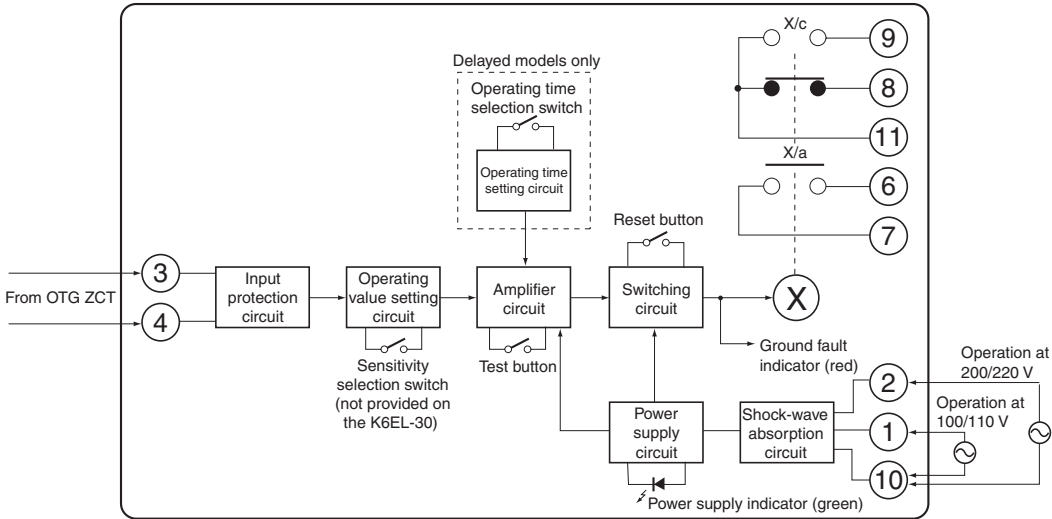 X/c
9
8
11
X/a
6
7
Delayed models only
Operating time
selection switch
Operating time
setting circuit
Reset button
3
4
From OTG ZCT
Input
protection
circuit
Operating
value setting
circuit
Amplifier
circuit
Switching
circuit
X
Sensitivity
selection switch
(not provided on
the K6EL-30)
Test button
Ground fault
indicator (red)
Power
supply
circuit
Shock-wave
absorption
circuit
2
1
10
Operation at
200/220 V
Operation at
100/110 V
Power supply indicator (green)